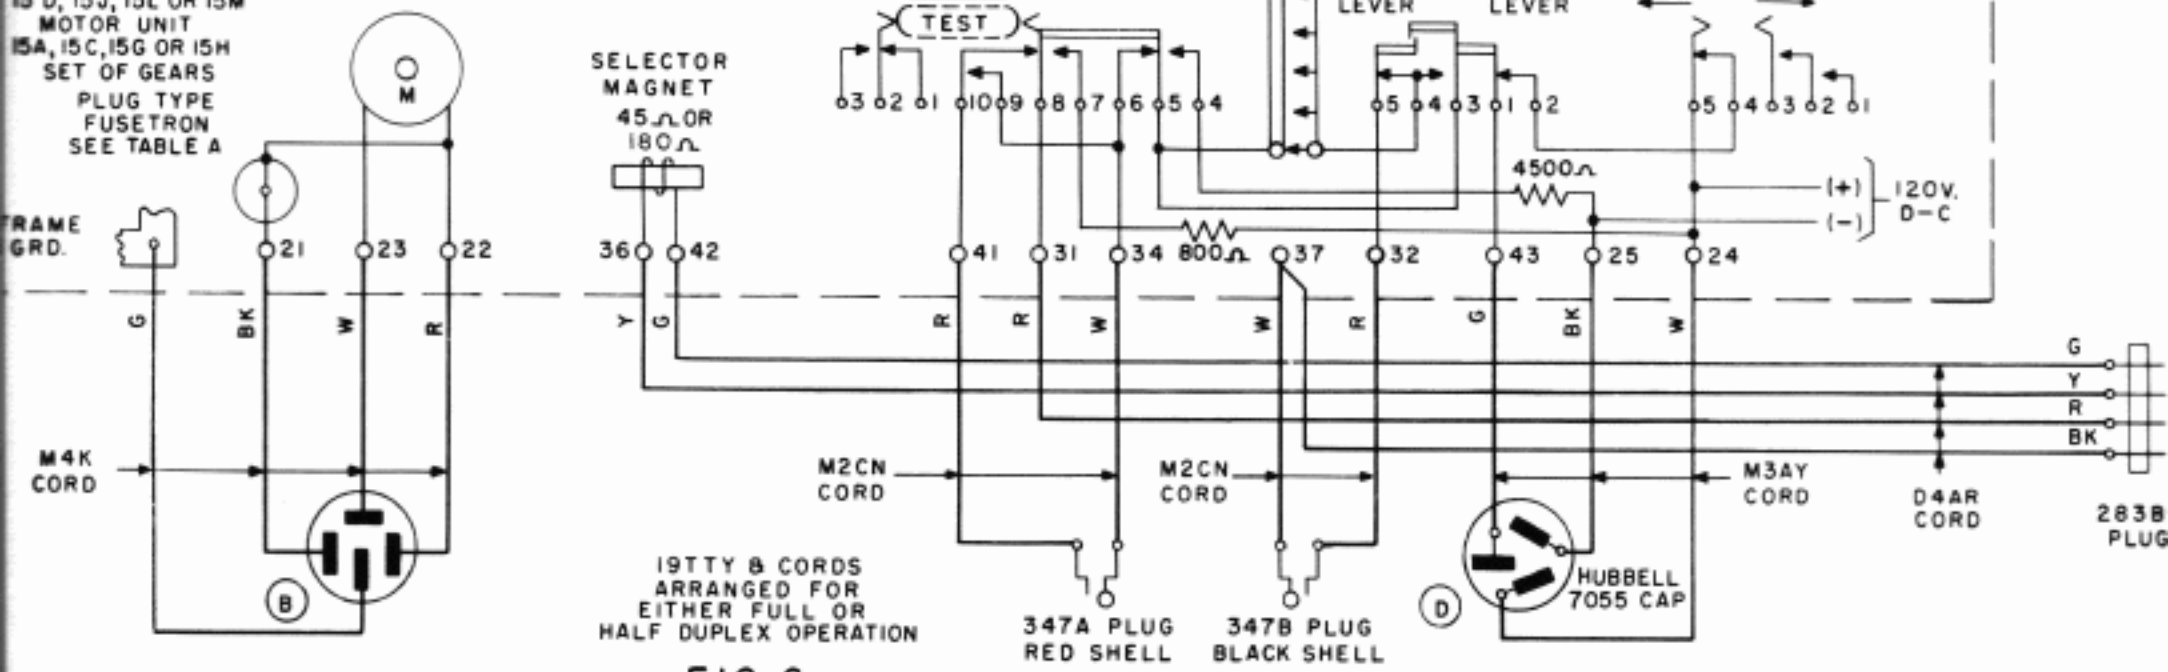 15D, 15J, 15L OR 15M
MOTOR UNIT
15A, 15C, 15G OR 15H
SET OF GEARS
PLUG TYPE
FUSETRON
SEE TABLE A
M
FRAME
GRD.
21
23
22
SELECTOR
MAGNET
45Ω OR
180Ω
36
42
TEST
3 2 1 10 9 8 7 6 5 4
LEVER
LEVER
5 4 3 1 2
5 4 3 2 1
4500Ω
(+)
(-)
120V.
D-C
41
31
34
800Ω
37
32
43
25
24
G
BK
W
R
Y
G
R
R
W
W
R
G
BK
W
G
Y
R
BK
M4K
CORD
M2CN
CORD
M2CN
CORD
M3AY
CORD
D4AR
CORD
283B
PLUG
B
19TTY & CORDS
ARRANGED FOR
EITHER FULL OR
HALF DUPLEX OPERATION
347A PLUG
RED SHELL
347B PLUG
BLACK SHELL
D
HUBBELL
7055 CAP